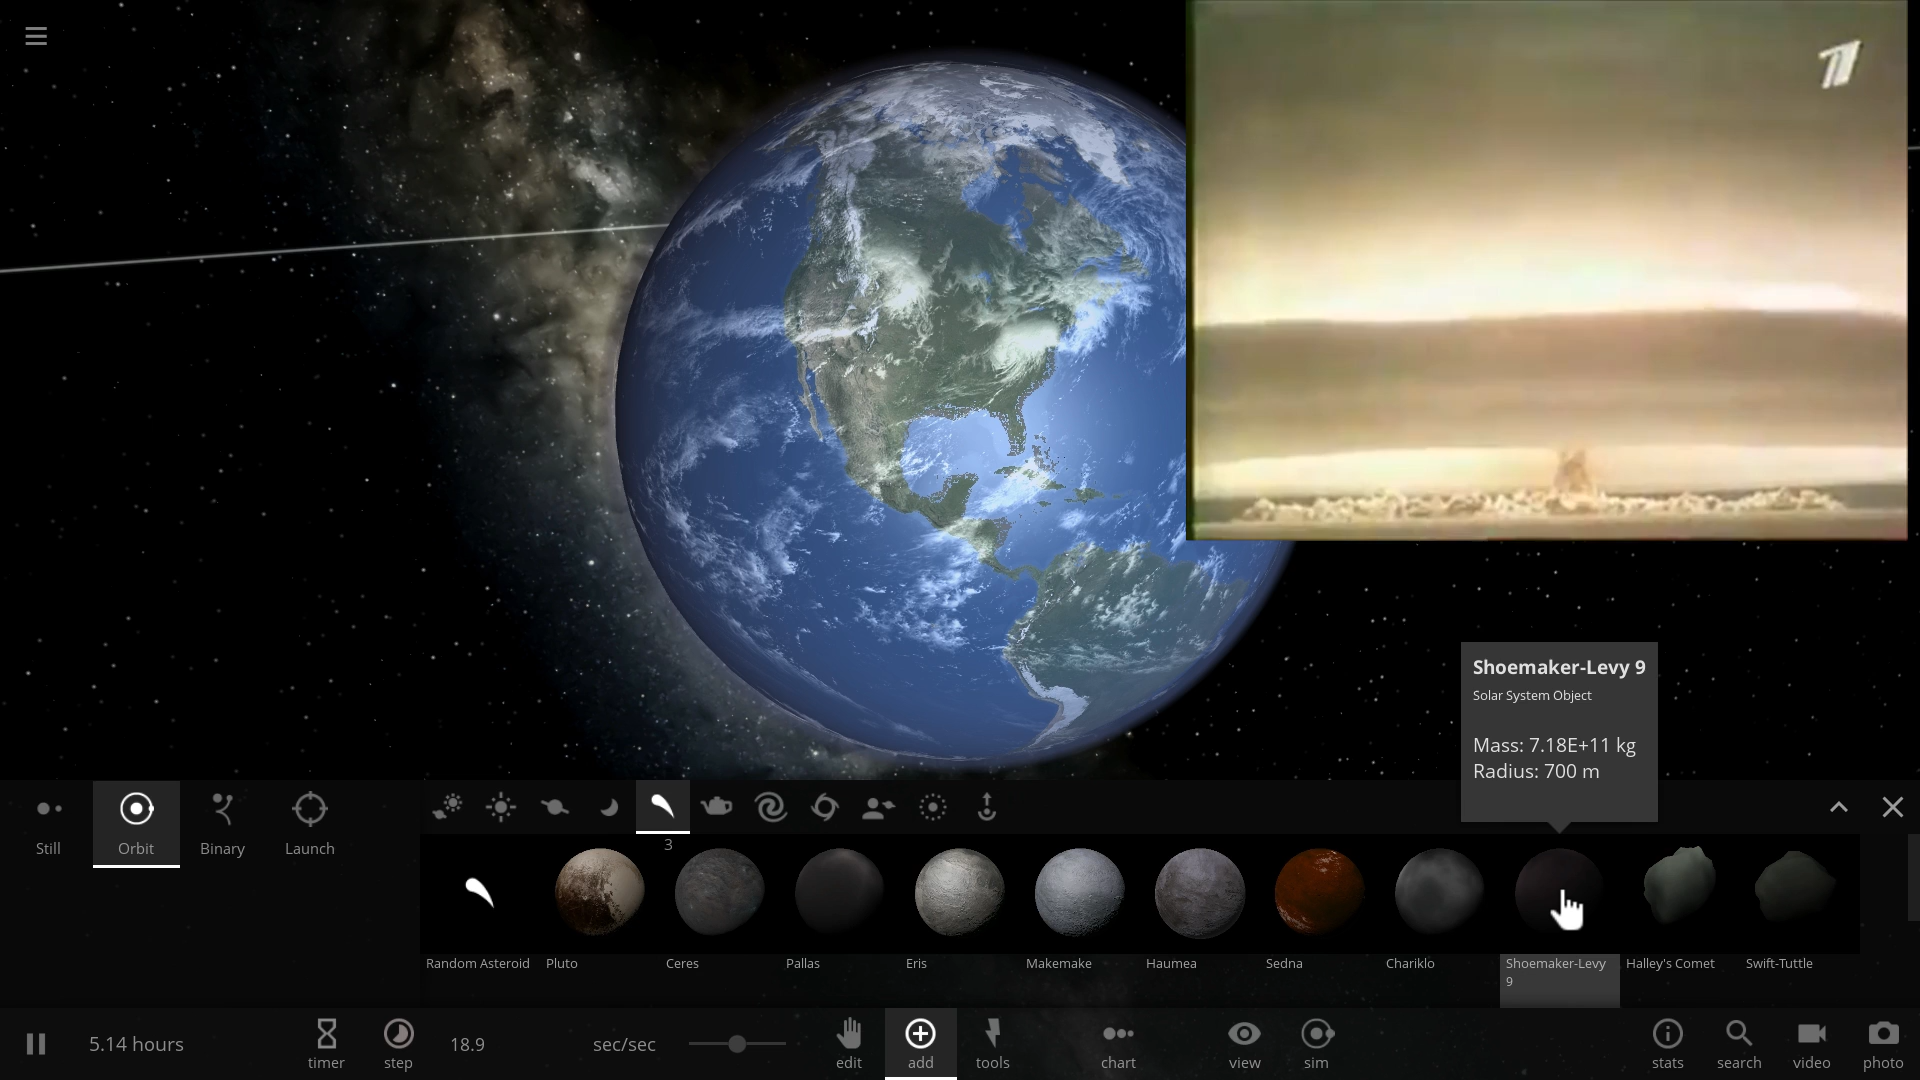 Shoemaker-Levy 9
Solar System Object
Mass: 7.18E+11 kg
Radius: 700 m
Still
Orbit
Binary
Launch
3
Random Asteroid
Pluto
Ceres
Pallas
Eris
Makemake
Haumea
Sedna
Chariklo
Shoemaker-Levy
9
Halley's Comet
Swift-Tuttle
5.14 hours
timer
step
18.9
sec/sec
edit
add
tools
chart
view
sim
stats
search
video
photo